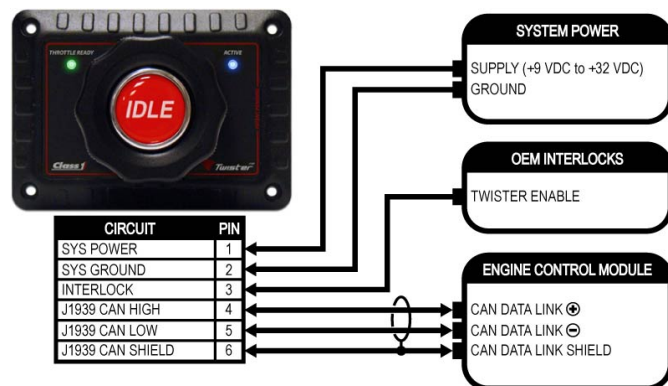 THROTTLE READY
ACTIVE
IDLE
Class 1
Twister
CIRCUIT PIN
SYS POWER 1
SYS GROUND 2
INTERLOCK 3
J1939 CAN HIGH 4
J1939 CAN LOW 5
J1939 CAN SHIELD 6
SYSTEM POWER
SUPPLY (+9 VDC to +32 VDC)
GROUND
OEM INTERLOCKS
TWISTER ENABLE
ENGINE CONTROL MODULE
CAN DATA LINK ⊕
CAN DATA LINK ⊖
CAN DATA LINK SHIELD